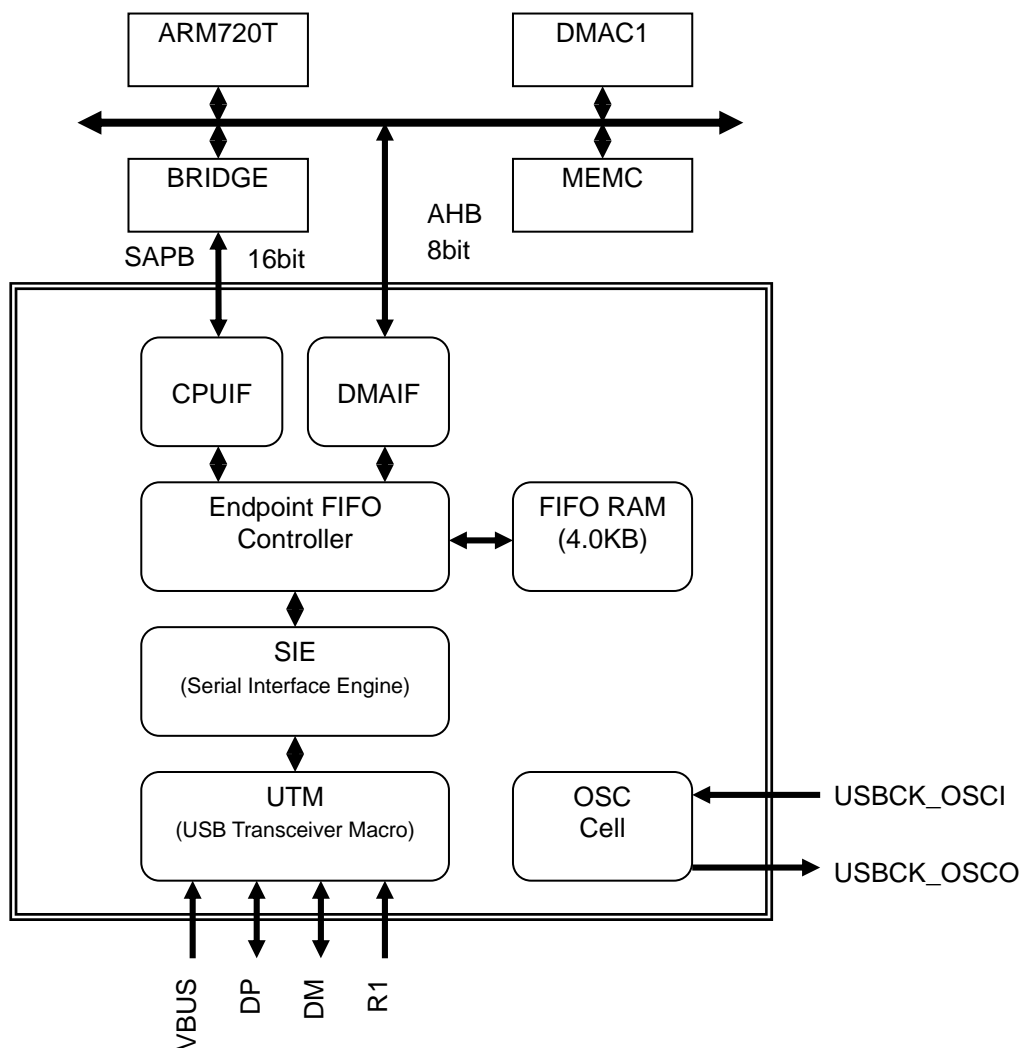 ARM720T
DMAC1
BRIDGE
MEMC
AHB
8bit
SAPB
16bit
CPUIF
DMAIF
Endpoint FIFO
Controller
FIFO RAM
(4.0KB)
SIE
(Serial Interface Engine)
UTM
(USB Transceiver Macro)
OSC
Cell
USBCK_OSCI
USBCK_OSCO
VBUS
DP
DM
R1